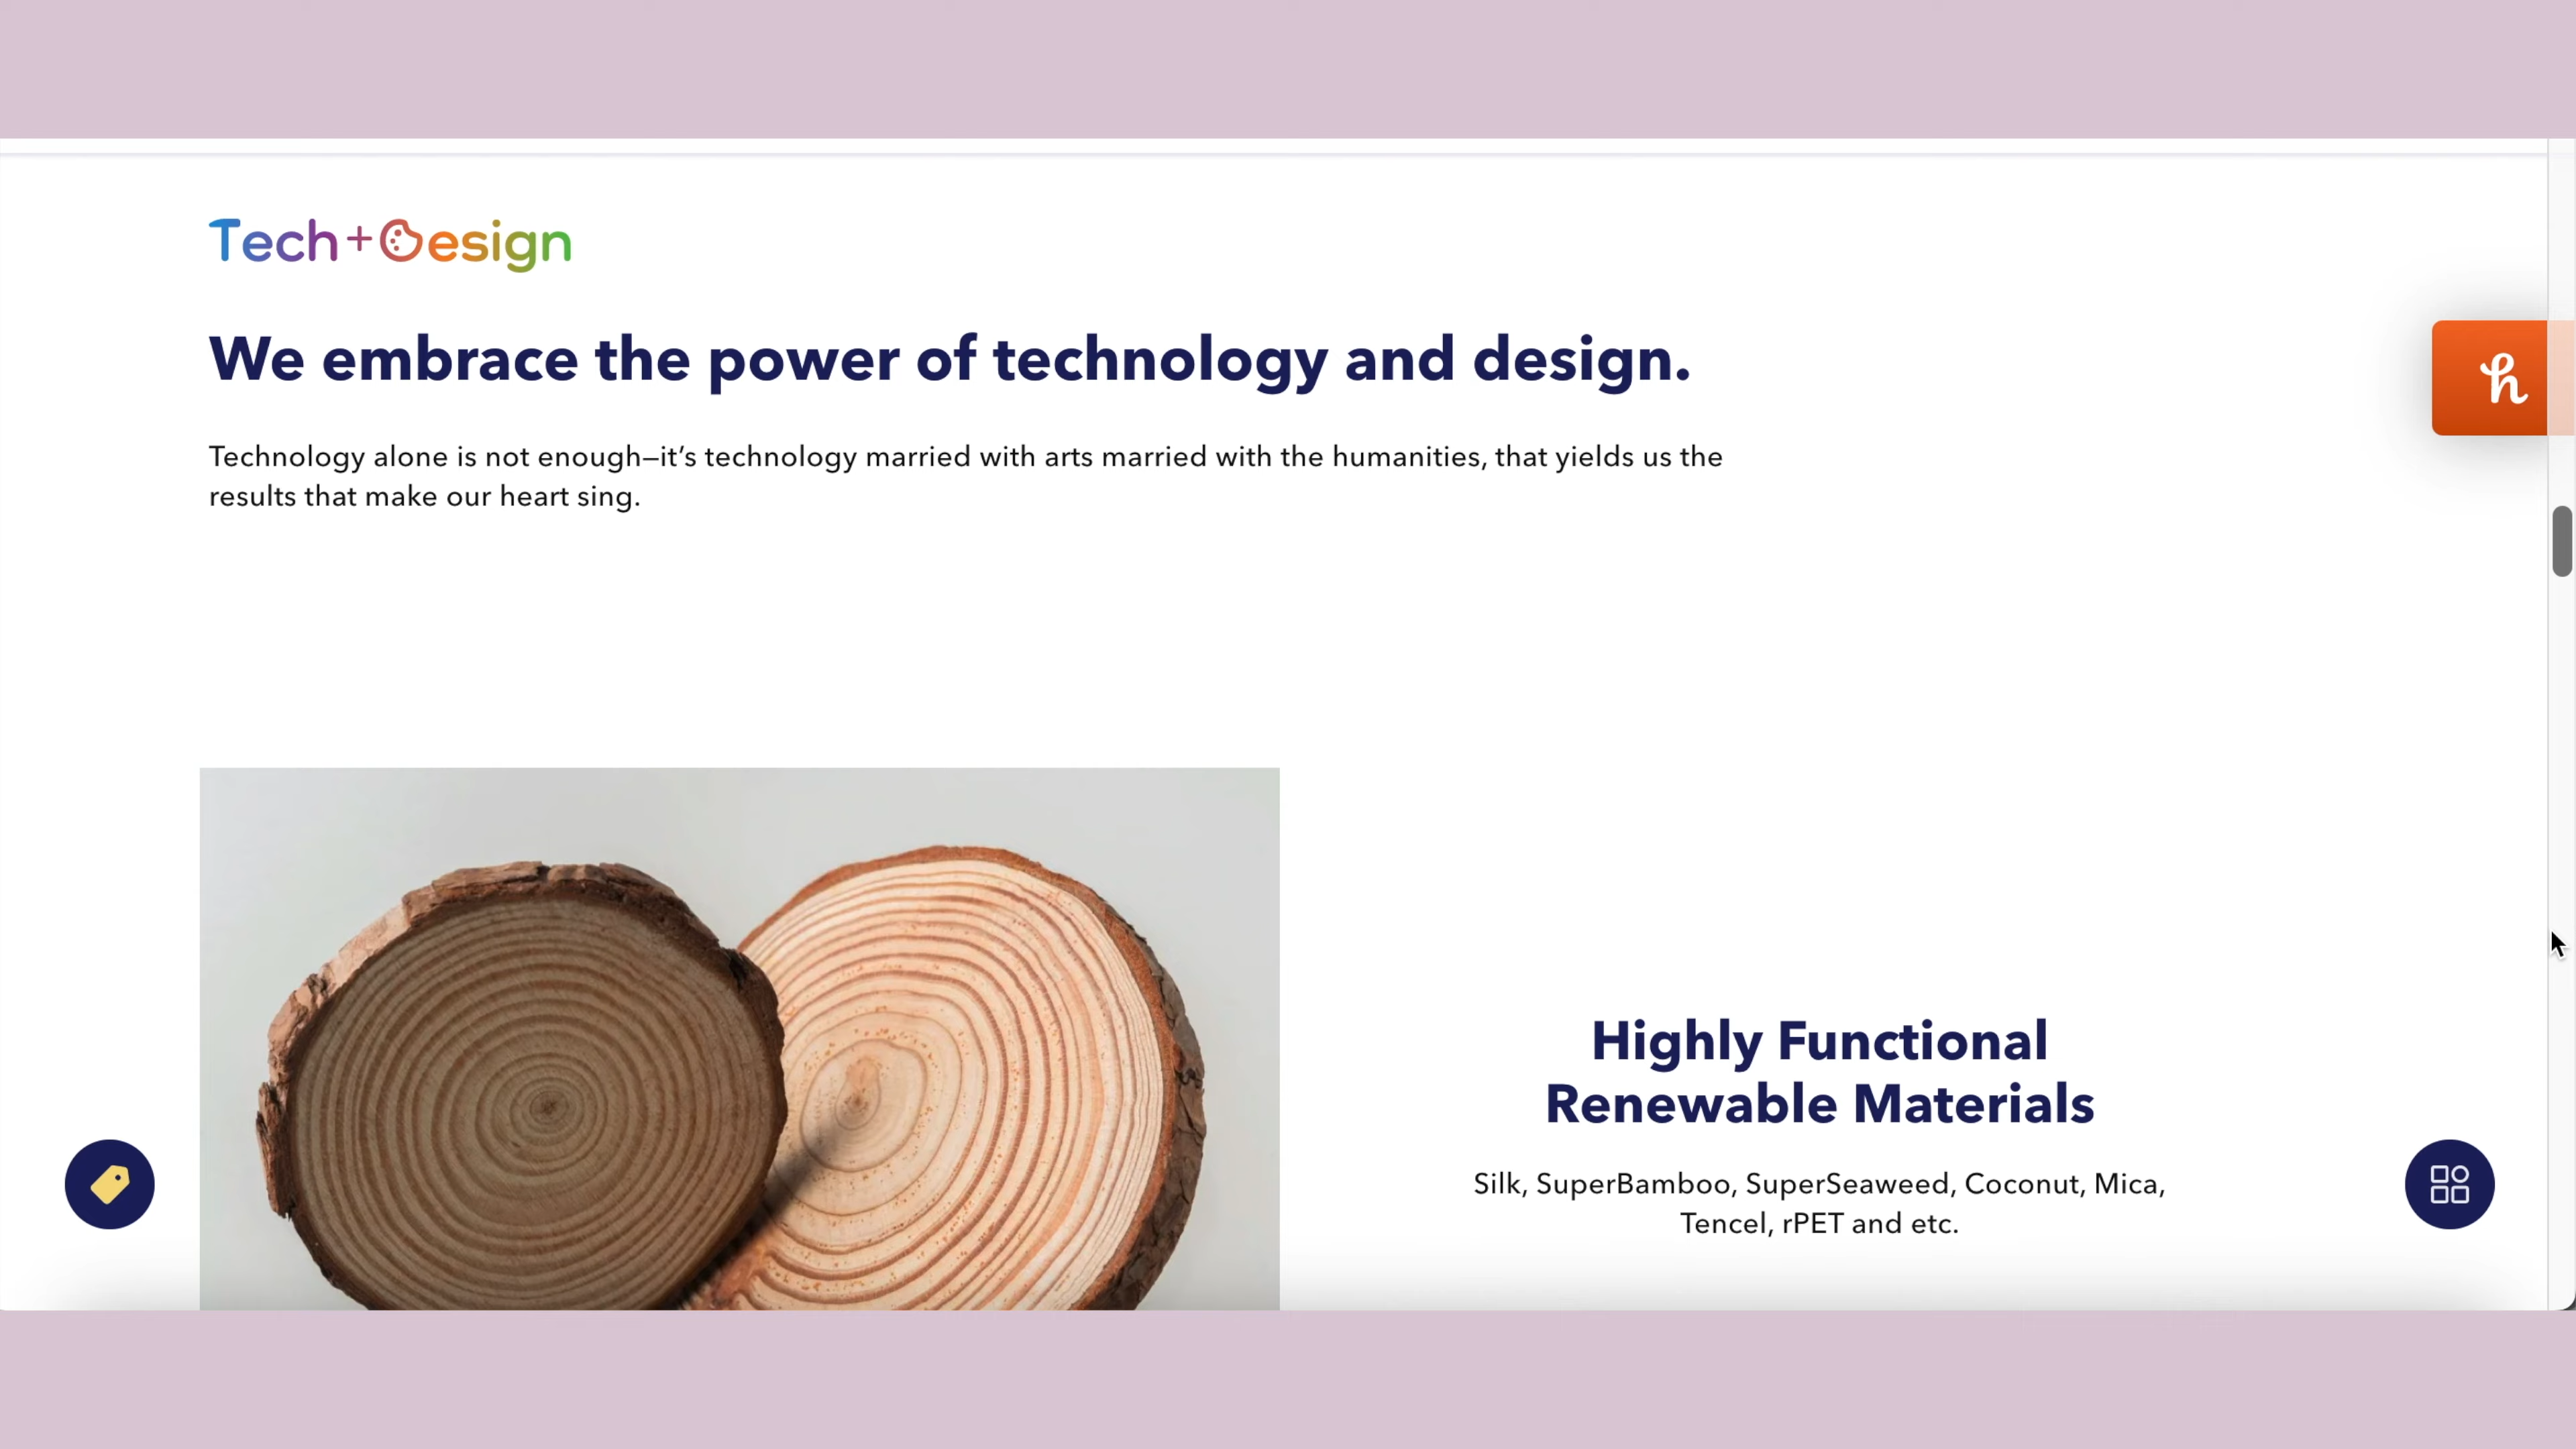 Tech+Design
We embrace the power of technology and design.
Technology alone is not enough—it’s technology married with arts married with the humanities, that yields us the
results that make our heart sing.
h
Highly Functional
Renewable Materials
Silk, SuperBamboo, SuperSeaweed, Coconut, Mica,
Tencel, rPET and etc.